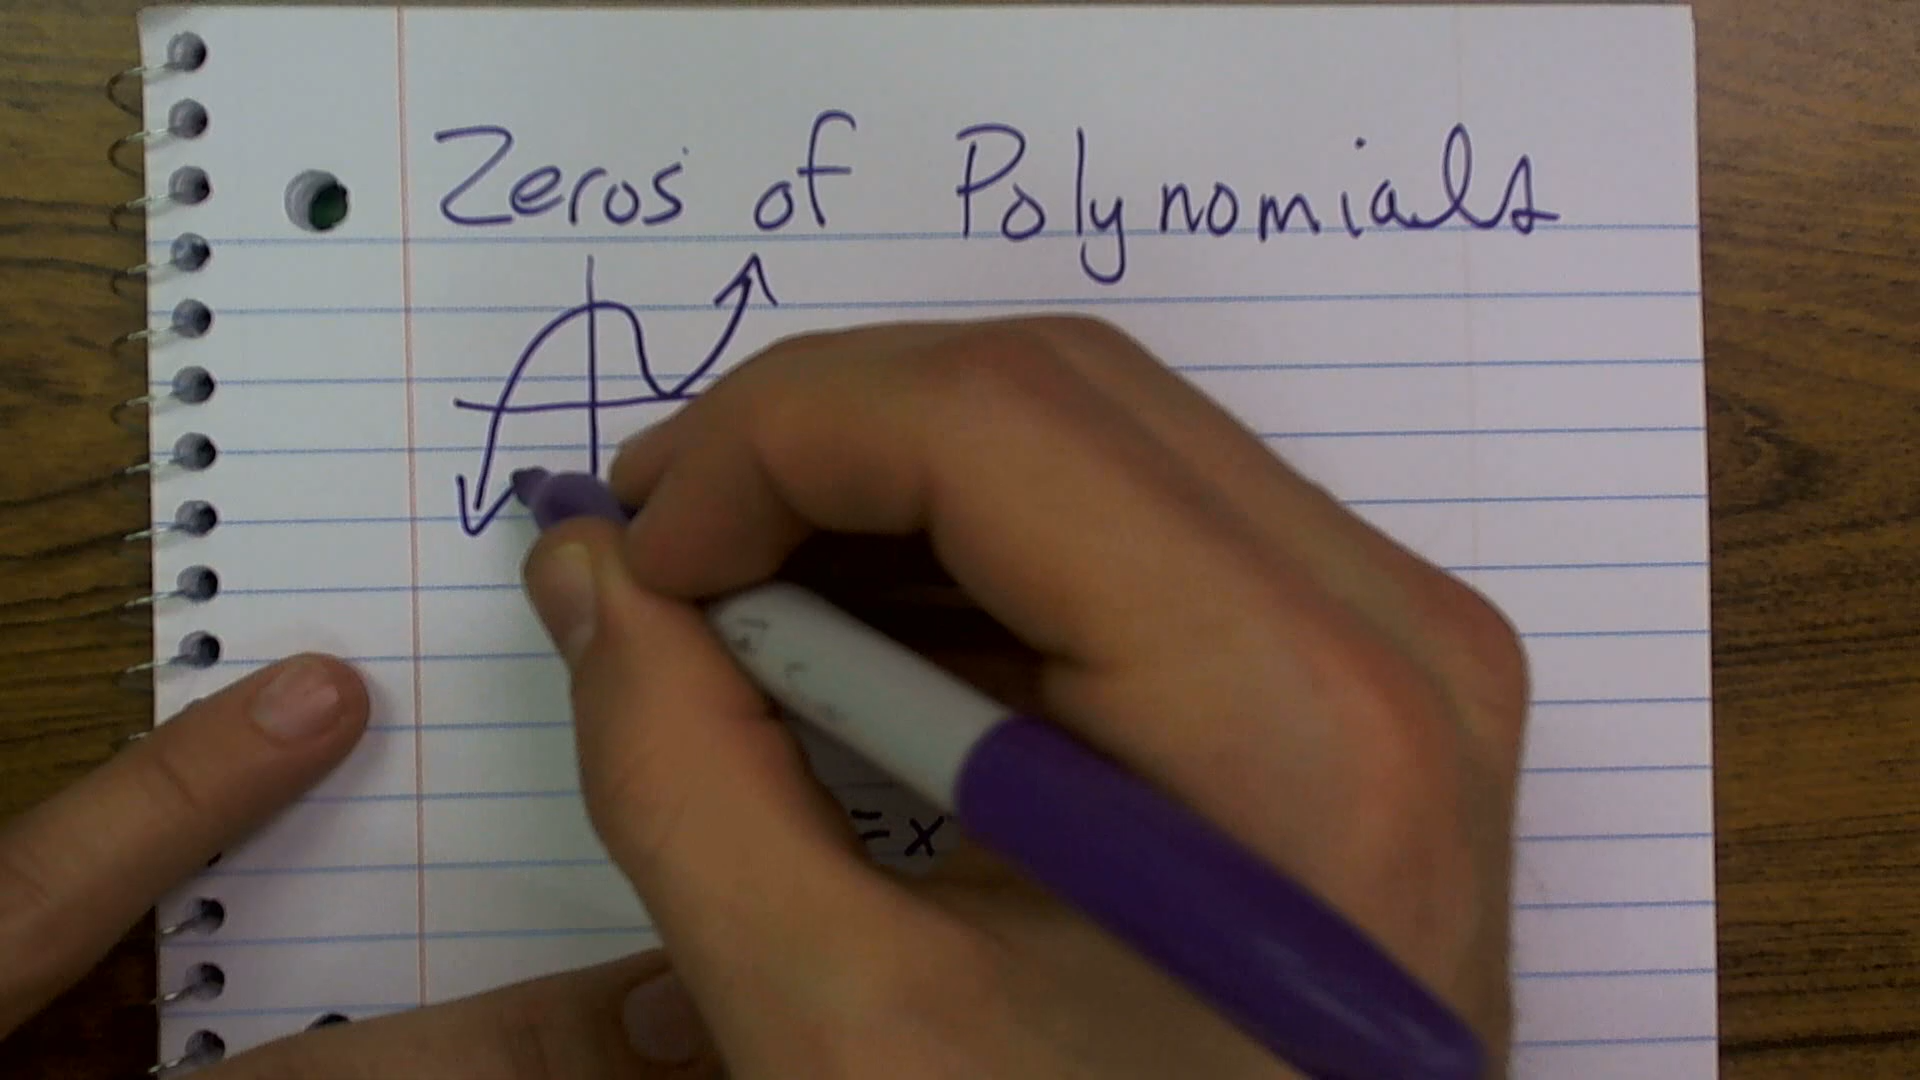 Zeros of Polynomials
= x